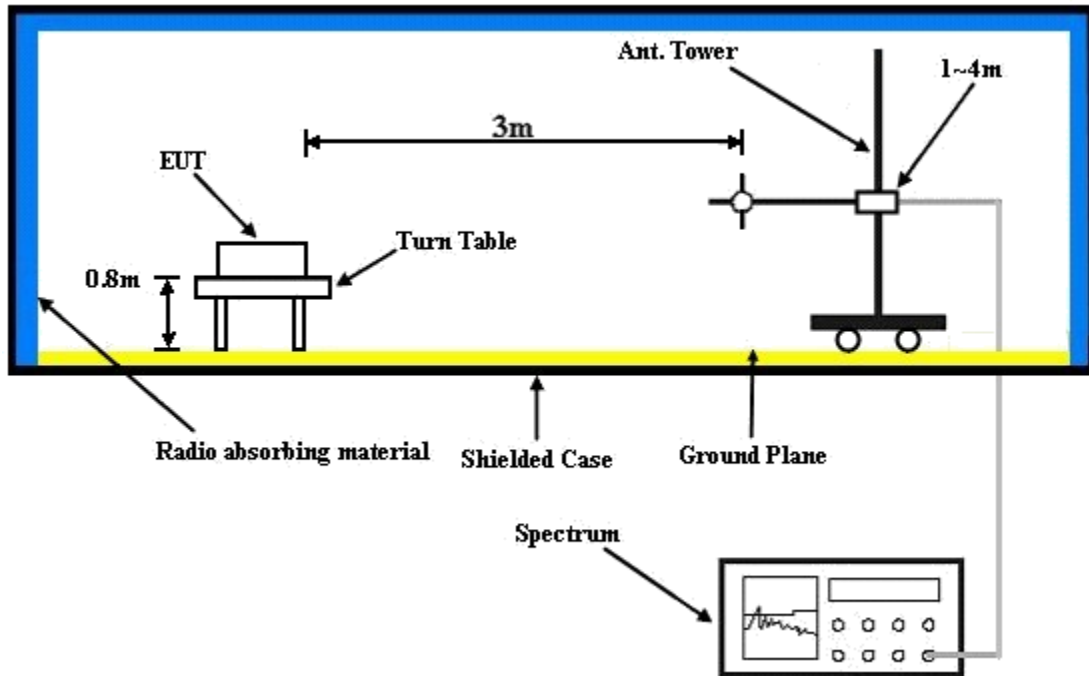 Ant. Tower
1~4m
3m
EUT
Turn Table
0.8m
Radio absorbing material
Shielded Case
Ground Plane
Spectrum